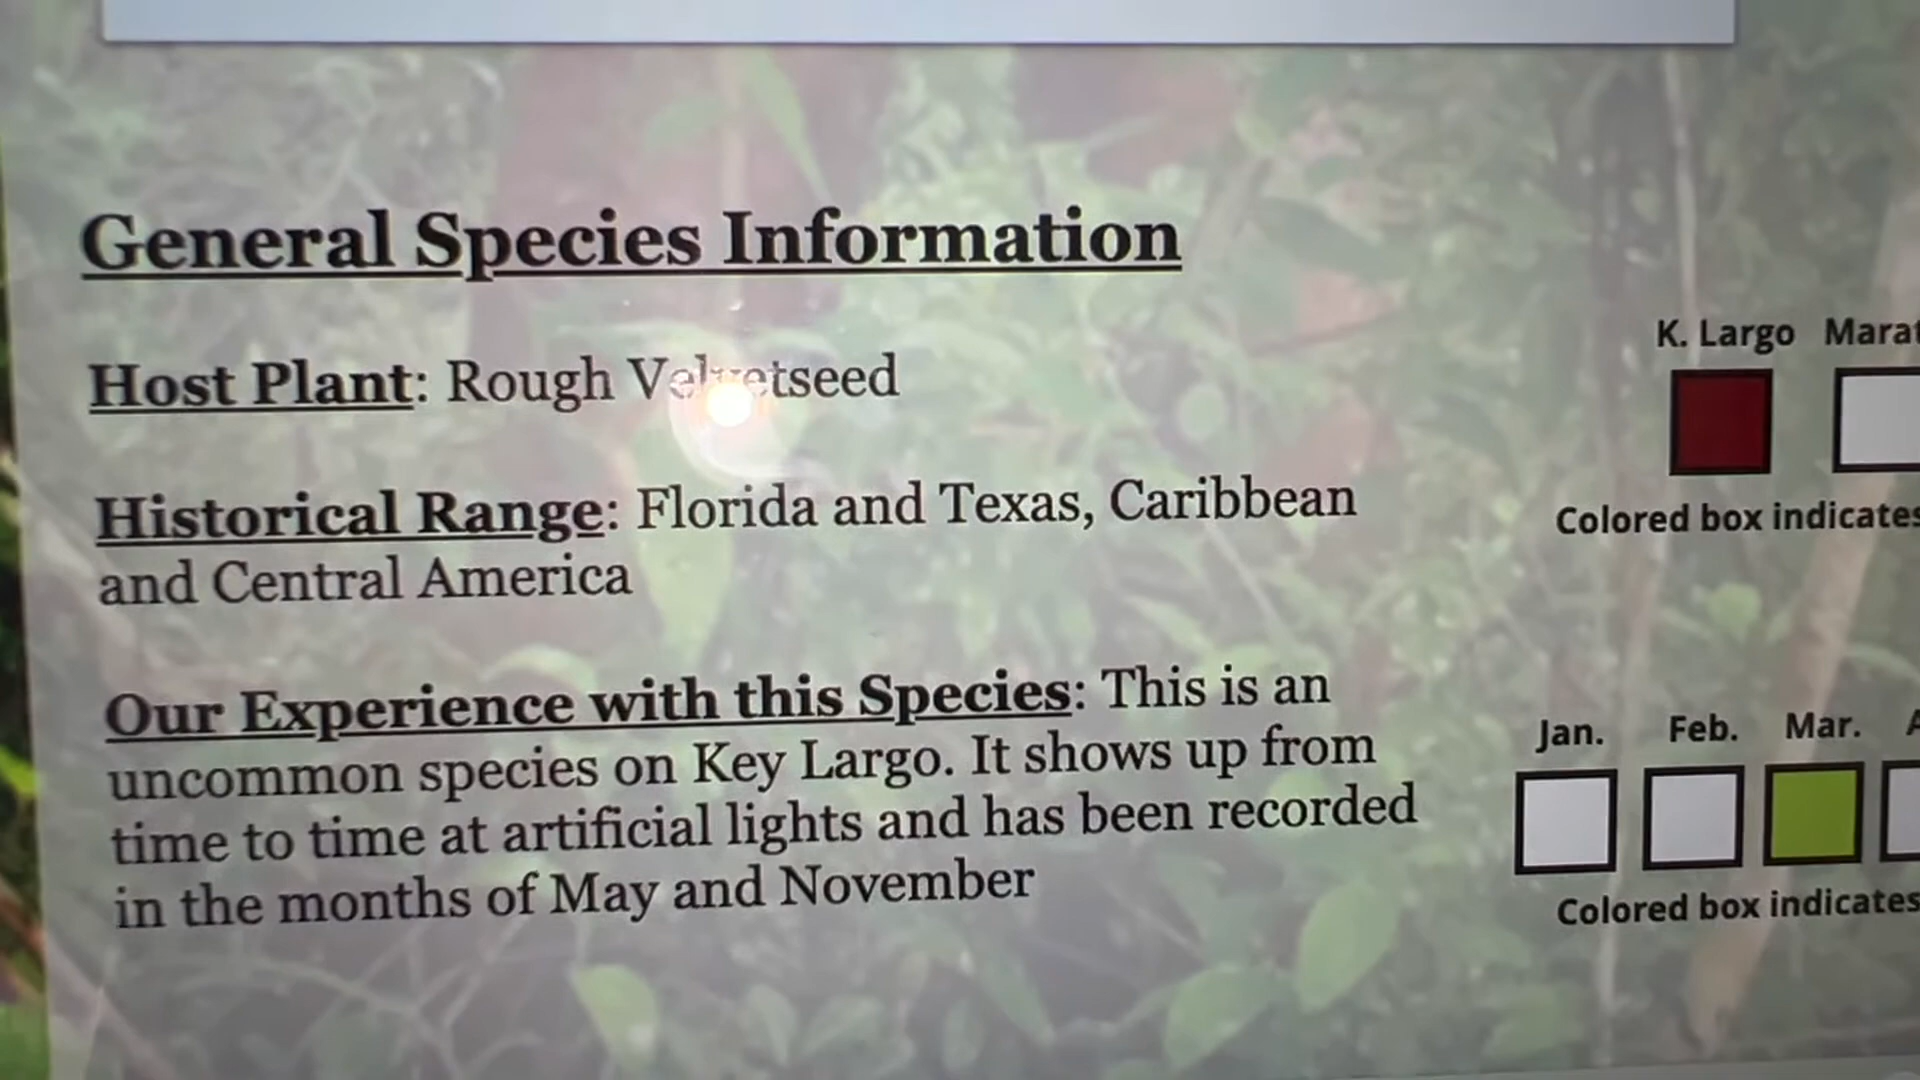 General Species Information
Host Plant: Rough Velvetseed
Historical Range: Florida and Texas, Caribbean
and Central America
Our Experience with this Species: This is an
uncommon species on Key Largo. It shows up from
time to time at artificial lights and has been recorded
in the months of May and November
K. Largo
Colored box indicates
Jan. Feb. Mar.
Colored box indicates